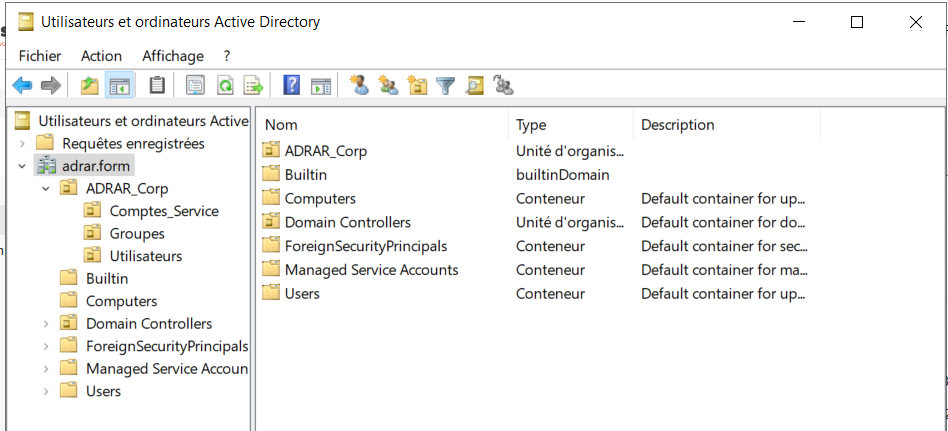 Utilisateurs et ordinateurs Active Directory
Fichier Action Affichage ?
Utilisateurs et ordinateurs Active
Requêtes enregistrées
adrar.form
ADRAR_Corp
Comptes_Service
Groupes
Utilisateurs
Builtin
Computers
Domain Controllers
ForeignSecurityPrincipals
Managed Service Accoun
Users
Nom Type Description
ADRAR_Corp Unité d'organis...
Builtin builtinDomain
Computers Conteneur Default container for up...
Domain Controllers Unité d'organis... Default container for do...
ForeignSecurityPrincipals Conteneur Default container for sec...
Managed Service Accounts Conteneur Default container for ma...
Users Conteneur Default container for up...